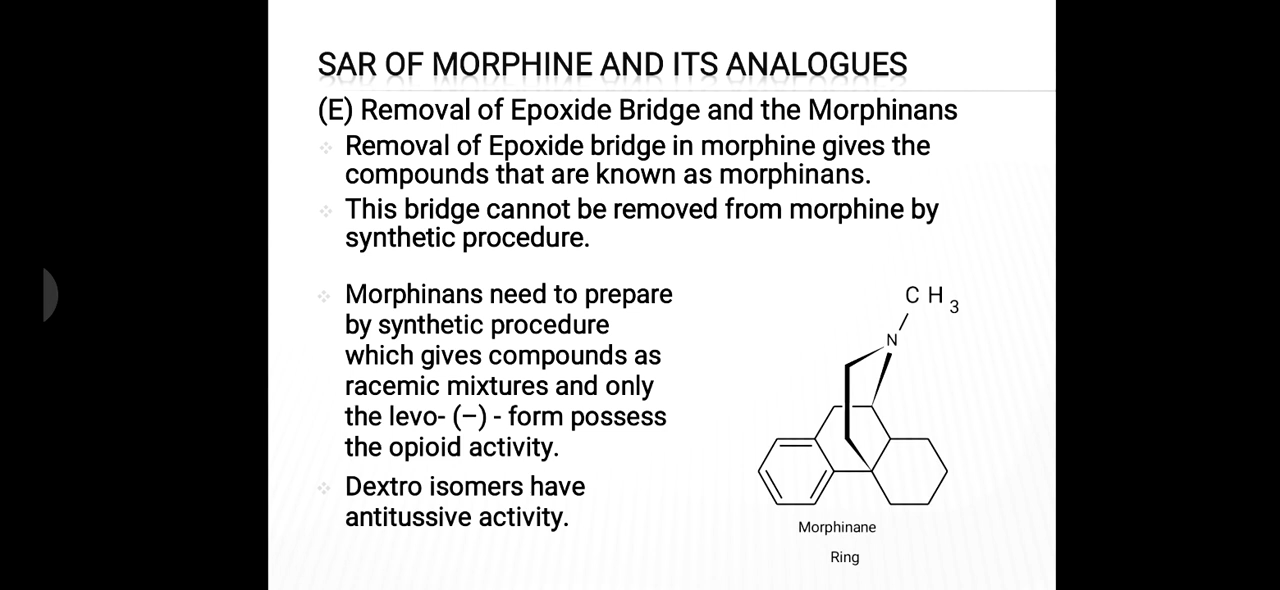 SAR OF MORPHINE AND ITS ANALOGUES
(E) Removal of Epoxide Bridge and the Morphinans
Removal of Epoxide bridge in morphine gives the
compounds that are known as morphinans.
This bridge cannot be removed from morphine by
synthetic procedure.
Morphinans need to prepare
by synthetic procedure
which gives compounds as
racemic mixtures and only
the levo- (−) - form possess
the opioid activity.
Dextro isomers have
antitussive activity.
C H 3
N
Morphinane
Ring